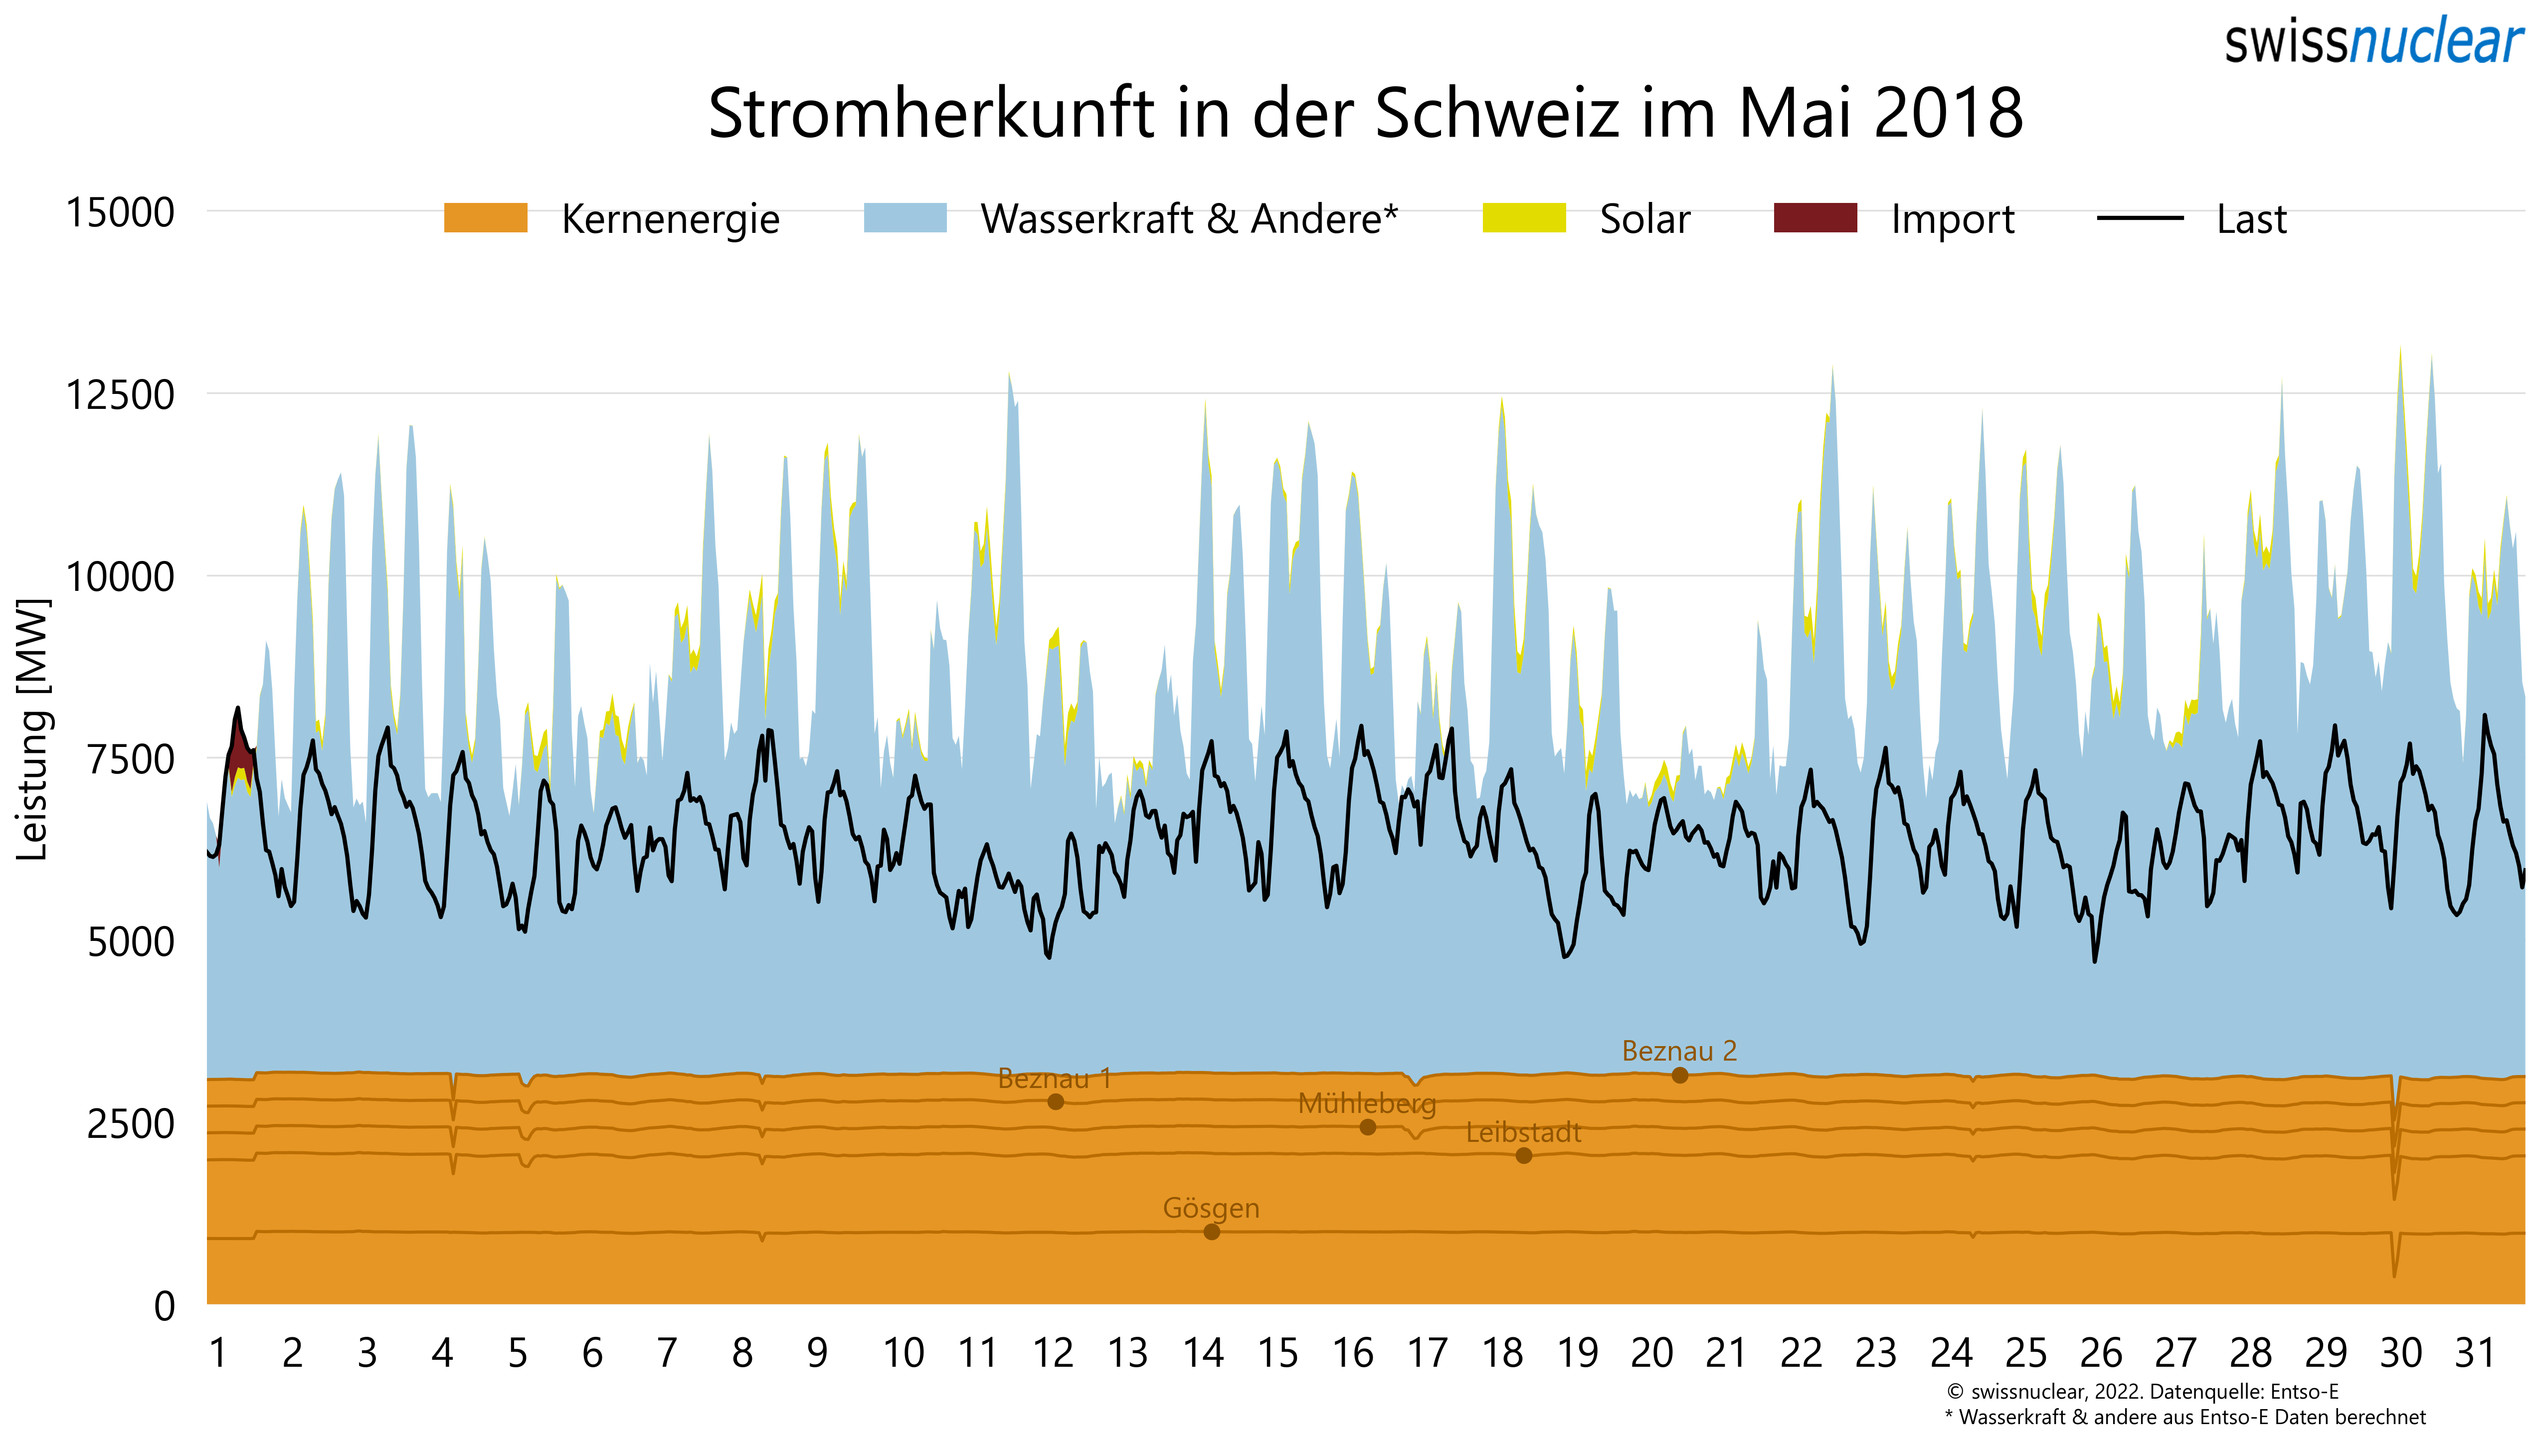 swissnuclear
Stromherkunft in der Schweiz im Mai 2018
Kernenergie Wasserkraft & Andere* Solar Import Last
15000
12500
10000
7500
5000
2500
0
Leistung [MW]
Beznau 2
Beznau 1
Mühleberg
Leibstadt
Gösgen
1 2 3 4 5 6 7 8 9 10 11 12 13 14 15 16 17 18 19 20 21 22 23 24 25 26 27 28 29 30 31
© swissnuclear, 2022. Datenquelle: Entso-E
* Wasserkraft & andere aus Entso-E Daten berechnet